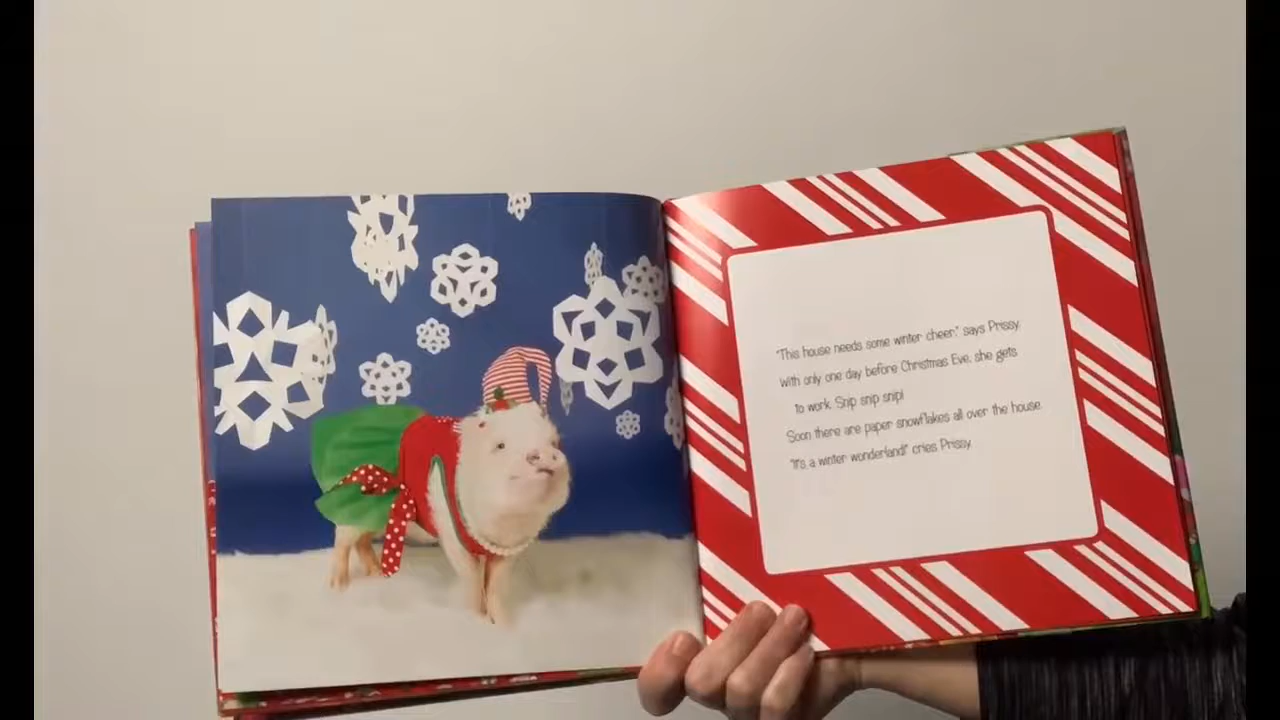 "This house needs some winter cheer," says Prissy.
With only one day before Christmas Eve, she gets
to work. Snip snip snip!
Soon there are paper snowflakes all over the house.
"It's a winter wonderland!" cries Prissy.